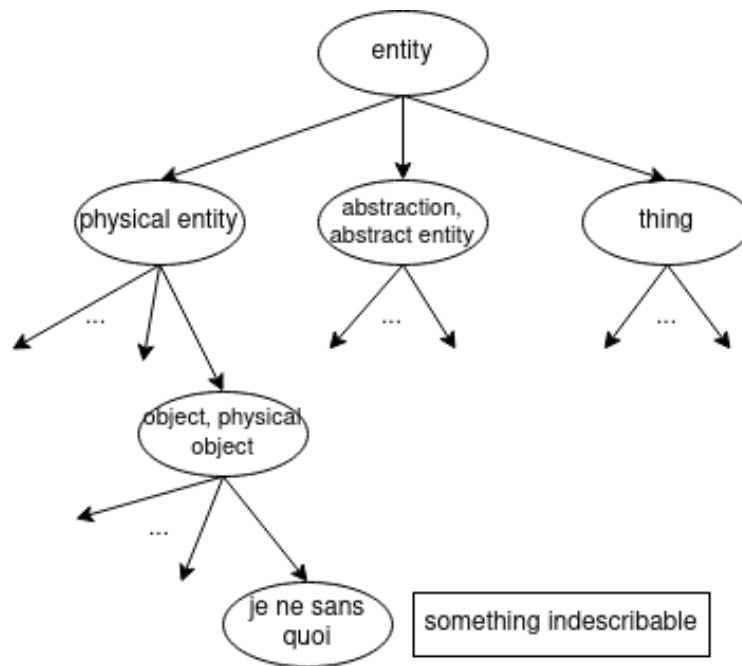 entity
physical entity
abstraction,
abstract entity
thing
...
...
...
object, physical
object
...
je ne sans
quoi
something indescribable